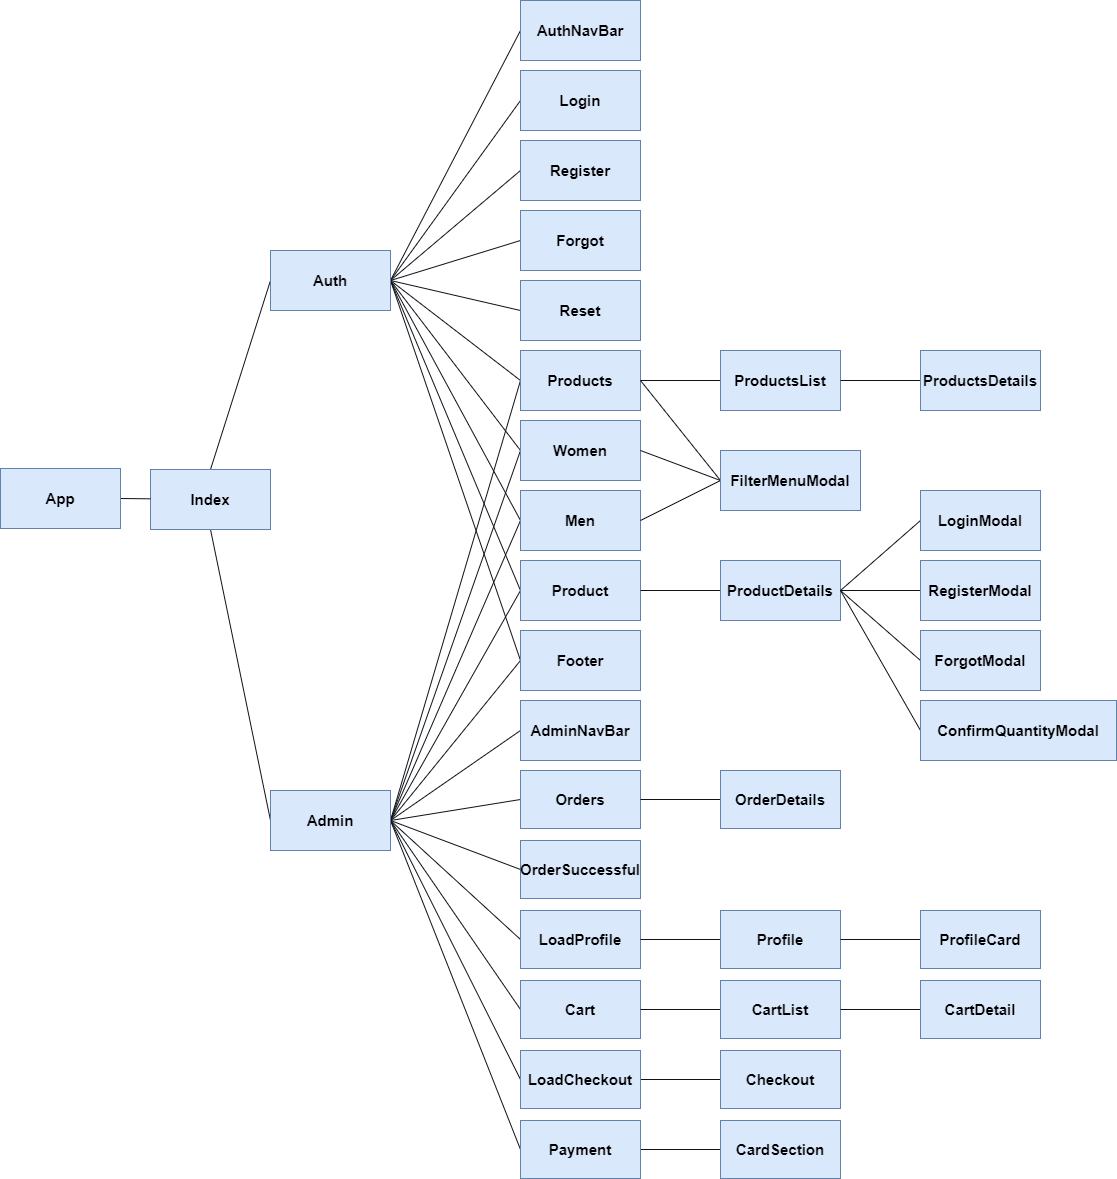 AuthNavBar
Login
Register
Forgot
Auth
Reset
Products
ProductsList
ProductsDetails
Women
FilterMenuModal
App
Index
Men
LoginModal
Product
ProductDetails
RegisterModal
Footer
ForgotModal
AdminNavBar
ConfirmQuantityModal
Orders
OrderDetails
Admin
OrderSuccessful
LoadProfile
Profile
ProfileCard
Cart
CartList
CartDetail
LoadCheckout
Checkout
Payment
CardSection